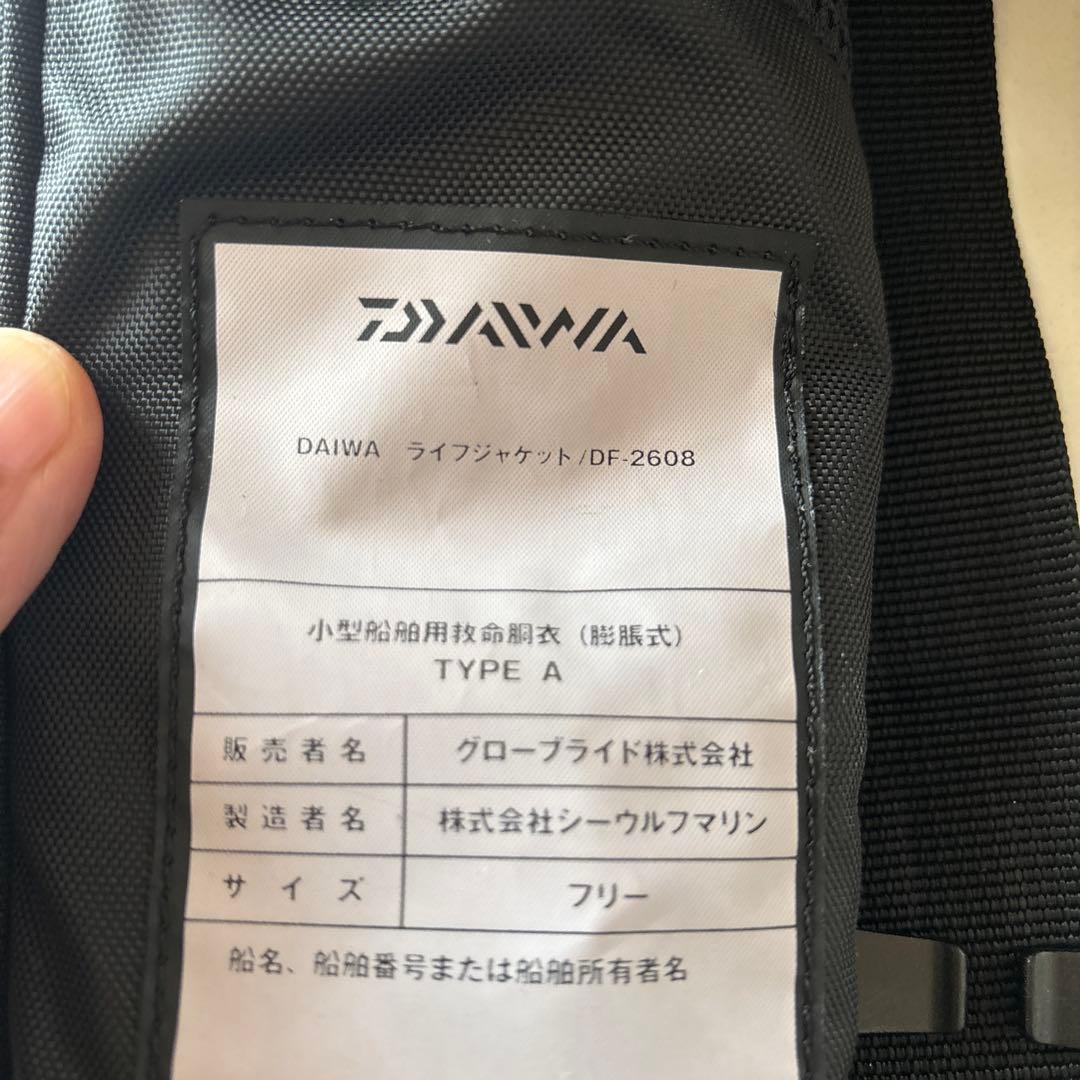 DAIWA
DAIWA ライフジャケット/DF-2608
小型船舶用救命胴衣(膨脹式)
TYPE A
販売者名 グローブライド株式会社
製造者名 株式会社シーウルフマリン
サイズ フリー
船名、船舶番号または船舶所有者名